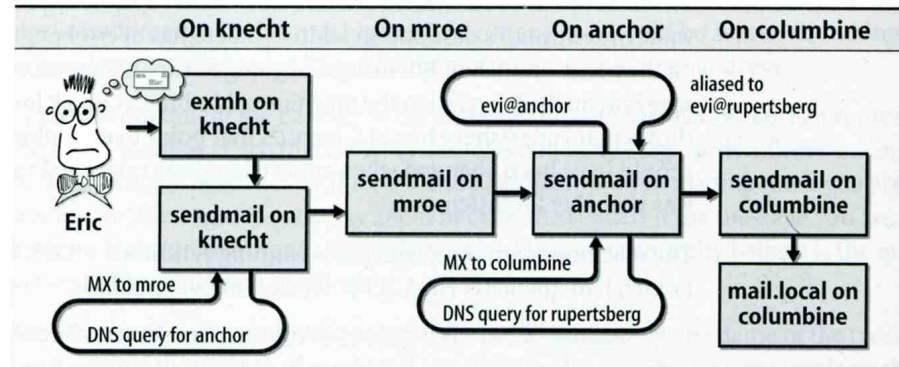 On knecht
On mroe
On anchor
On columbine
exmh on
knecht
evi@anchor
aliased to
evi@rupertsberg
Eric
sendmail on
knecht
sendmail on
mroe
sendmail on
anchor
sendmail on
columbine
MX to mroe
DNS query for anchor
MX to columbine
DNS query for rupertsberg
mail.local on
columbine